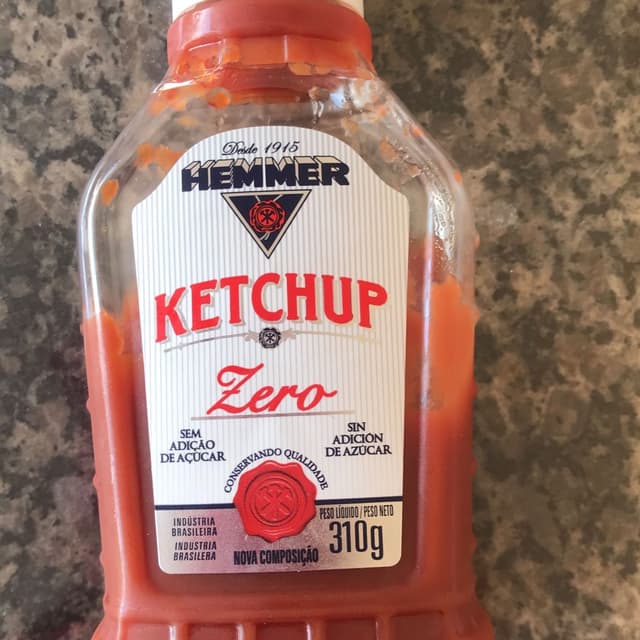 Desde 1915
HEMMER
KETCHUP
Zero
SEM
ADIÇÃO
DE AÇÚCAR
SIN
ADICIÓN
DE AZÚCAR
CONSERVANDO QUALIDADE
INDÚSTRIA
BRASILEIRA
INDUSTRIA
BRASILERA
NOVA COMPOSIÇÃO
PESO LÍQUIDO / PESO NETO
310g